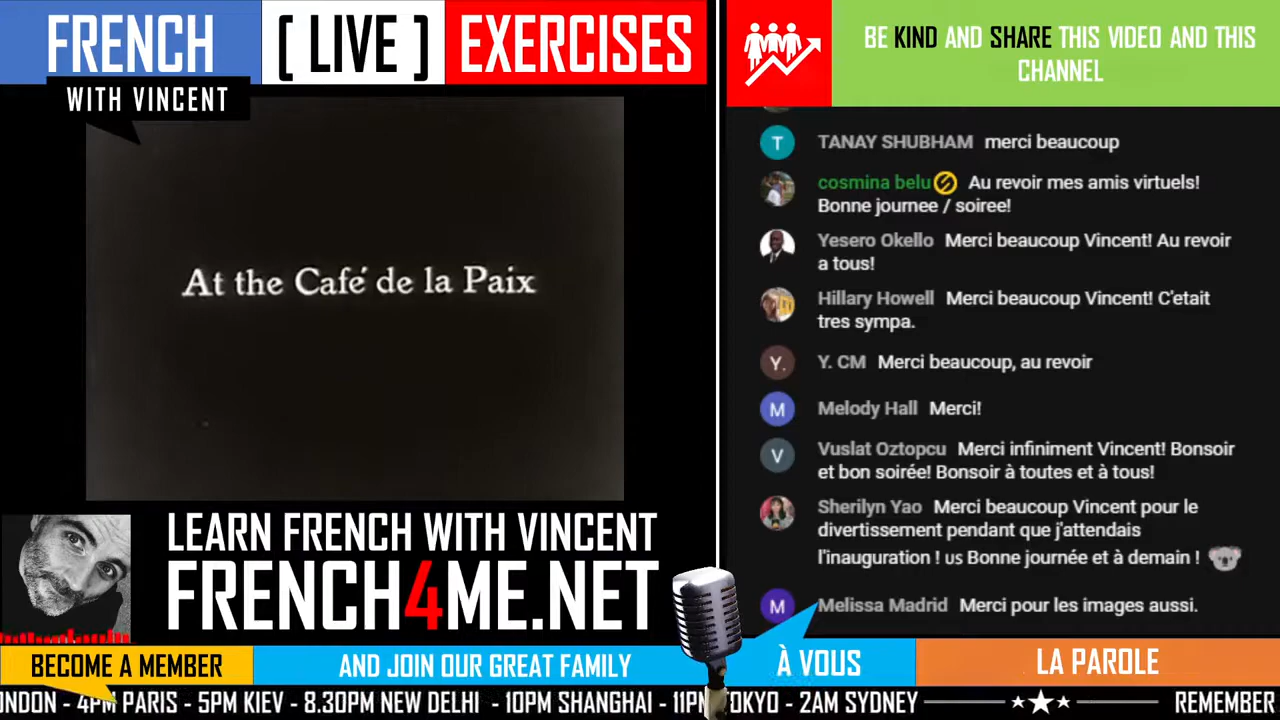 FRENCH
[ LIVE ]
EXERCISES
WITH VINCENT
At the Café de la Paix
LEARN FRENCH WITH VINCENT
FRENCH4ME.NET
BECOME A MEMBER
AND JOIN OUR GREAT FAMILY
BE KIND AND SHARE THIS VIDEO AND THIS
CHANNEL
T TANAY SHUBHAM merci beaucoup
cosmina belu Au revoir mes amis virtuels!
Bonne journee / soiree!
Yesero Okello Merci beaucoup Vincent! Au revoir
a tous!
Hillary Howell Merci beaucoup Vincent! C'etait
tres sympa.
Y. Y. CM Merci beaucoup, au revoir
M Melody Hall Merci!
V Vuslat Oztopcu Merci infiniment Vincent! Bonsoir
et bon soirée! Bonsoir à toutes et à tous!
Sherilyn Yao Merci beaucoup Vincent pour le
divertissement pendant que j'attendais
l'inauguration ! US Bonne journée et à demain !
M Melissa Madrid Merci pour les images aussi.
À VOUS
LA PAROLE
ONDON - 4PM PARIS - 5PM KIEV - 8.30PM NEW DELHI - 10PM SHANGHAI - 11P OKYO - 2AM SYDNEY REMEMBER